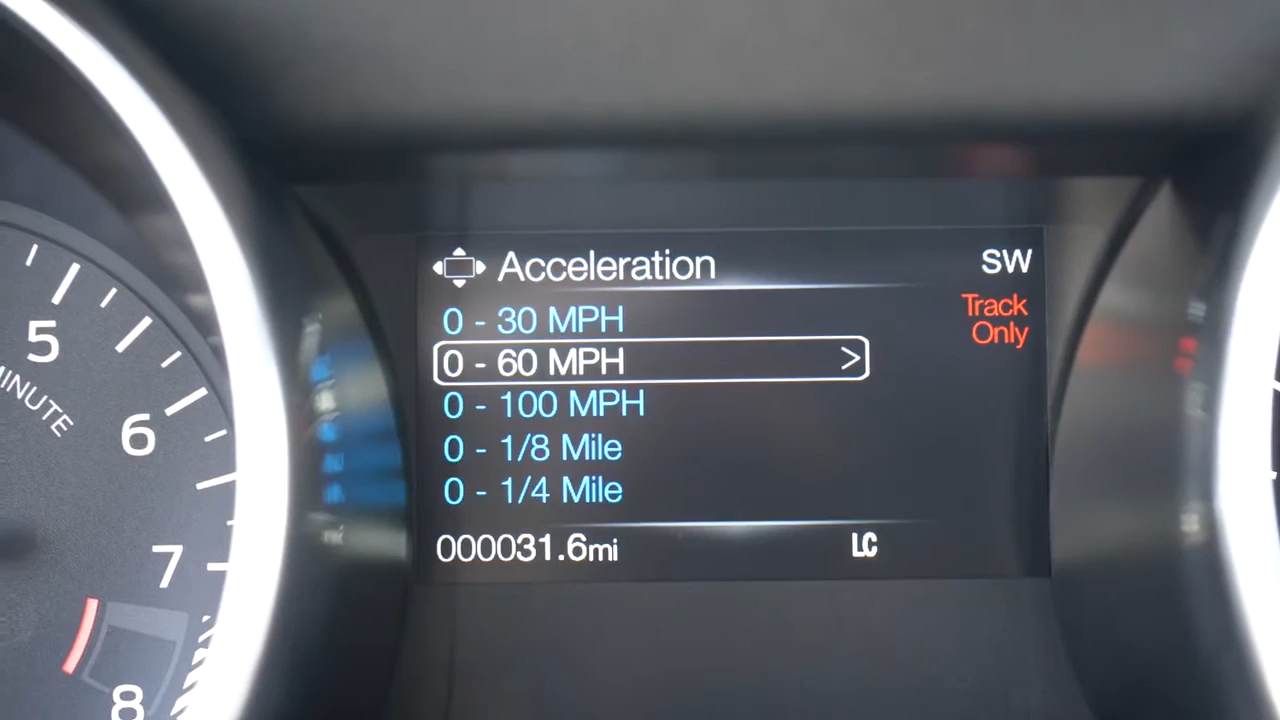 Acceleration
SW
Track
Only
0 - 30 MPH
0 - 60 MPH >
0 - 100 MPH
0 - 1/8 Mile
0 - 1/4 Mile
000031.6mi
LC
5
6
7
8